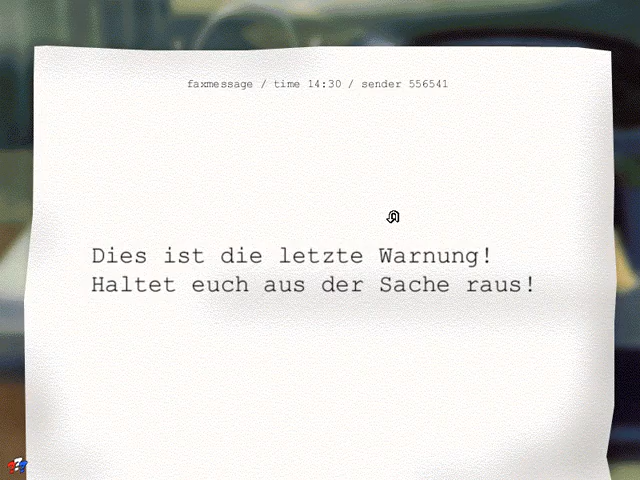 faxmessage / time 14:30 / sender 556541
Dies ist die letzte Warnung!
Haltet euch aus der Sache raus!